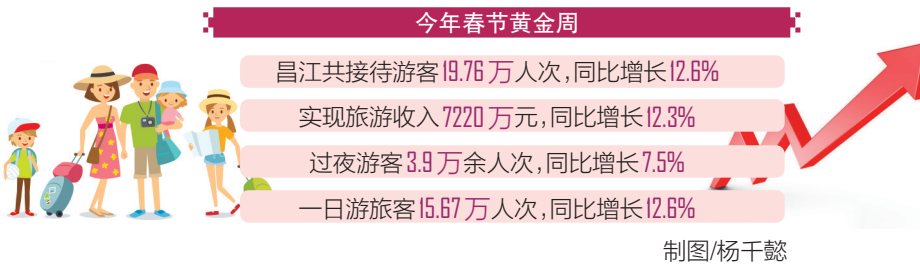 今年春节黄金周
昌江共接待游客19.76万人次,同比增长12.6%
实现旅游收入7220万元,同比增长12.3%
过夜游客3.9万余人次,同比增长7.5%
一日游旅客15.67万人次,同比增长12.6%
制图/杨千懿